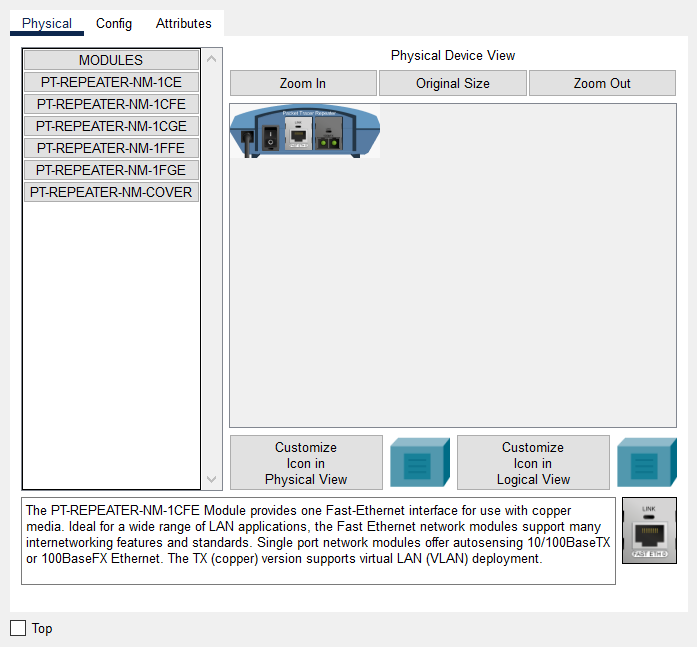 Physical
Config
Attributes
MODULES
PT-REPEATER-NM-1CE
PT-REPEATER-NM-1CFE
PT-REPEATER-NM-1CGE
PT-REPEATER-NM-1FFE
PT-REPEATER-NM-1FGE
PT-REPEATER-NM-COVER
Physical Device View
Zoom In
Original Size
Zoom Out
Packet Tracer Repeater
Customize
Icon in
Physical View
Customize
Icon in
Logical View
The PT-REPEATER-NM-1CFE Module provides one Fast-Ethernet interface for use with copper
media. Ideal for a wide range of LAN applications, the Fast Ethernet network modules support many
internetworking features and standards. Single port network modules offer autosensing 10/100BaseTX
or 100BaseFX Ethernet. The TX (copper) version supports virtual LAN (VLAN) deployment.
LINK
FAST ETH 0
Top